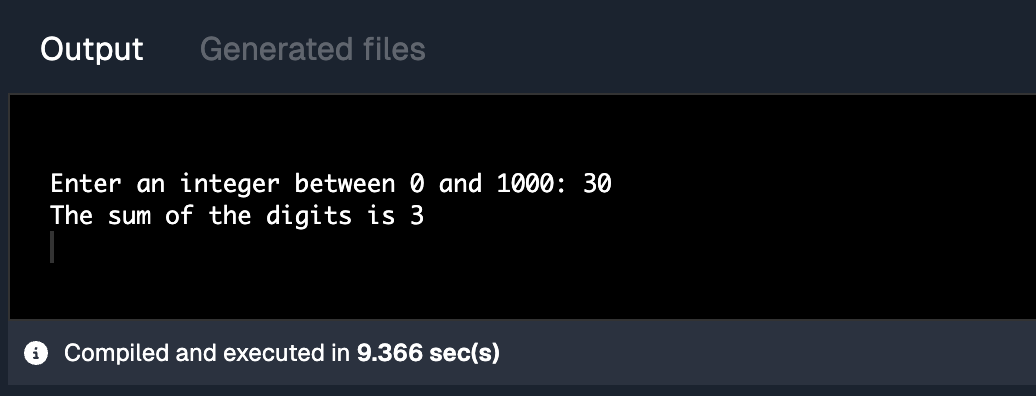 Output Generated files
Enter an integer between 0 and 1000: 30
The sum of the digits is 3
Compiled and executed in 9.366 sec(s)